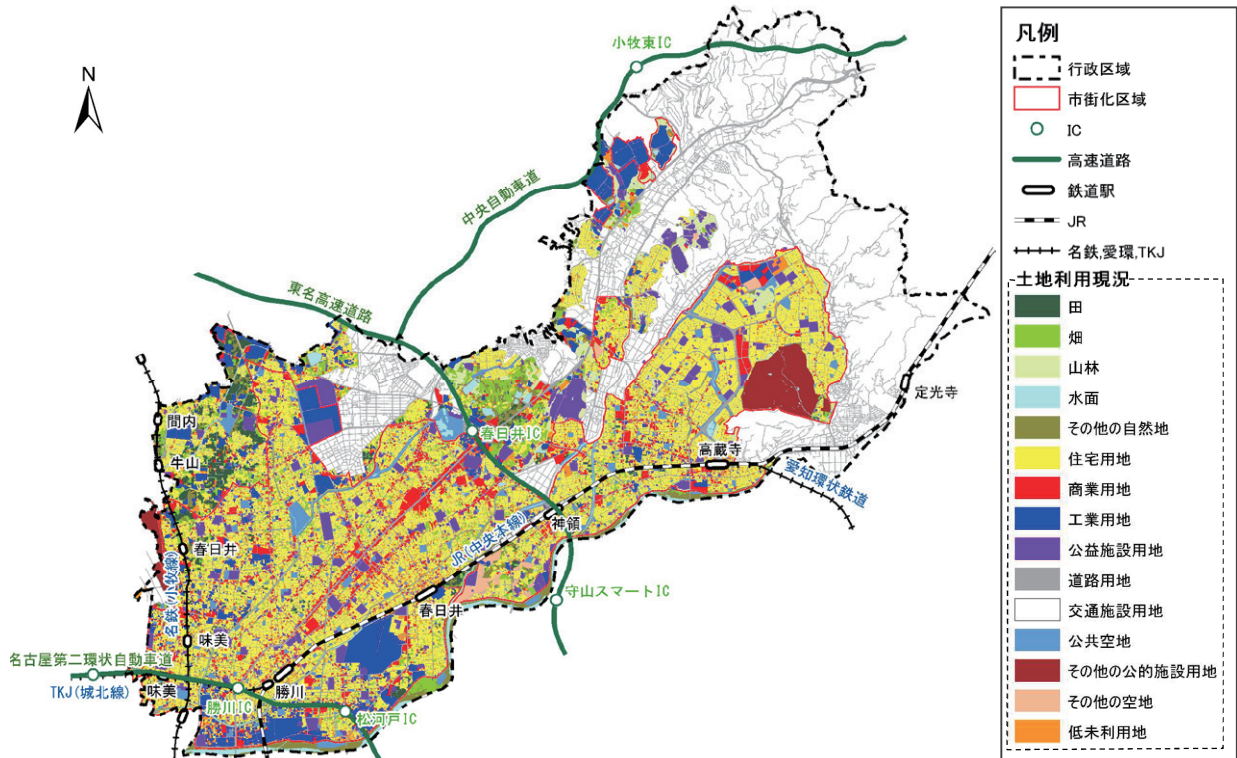 小牧東IC
N
中央自動車道
東名高速道路
定光寺
間内
春日井IC
牛山
高蔵寺
愛知環状鉄道
神領
JR(中央本線)
春日井
名鉄(小牧線)
守山スマートIC
春日井
味美
名古屋第二環状自動車道
TKJ(城北線)
味美
勝川
勝川IC
松河戸IC
凡例
行政区域
市街化区域
IC
高速道路
鉄道駅
JR
名鉄,愛環,TKJ
土地利用現況
田
畑
山林
水面
その他の自然地
住宅用地
商業用地
工業用地
公益施設用地
道路用地
交通施設用地
公共空地
その他の公的施設用地
その他の空地
低未利用地